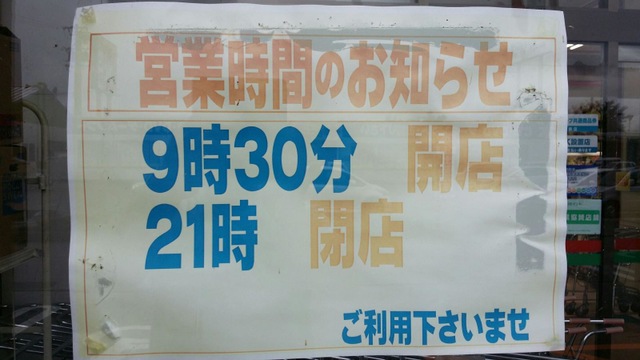 営業時間のお知らせ
9時30分 開店
21時 閉店
ご利用下さいませ